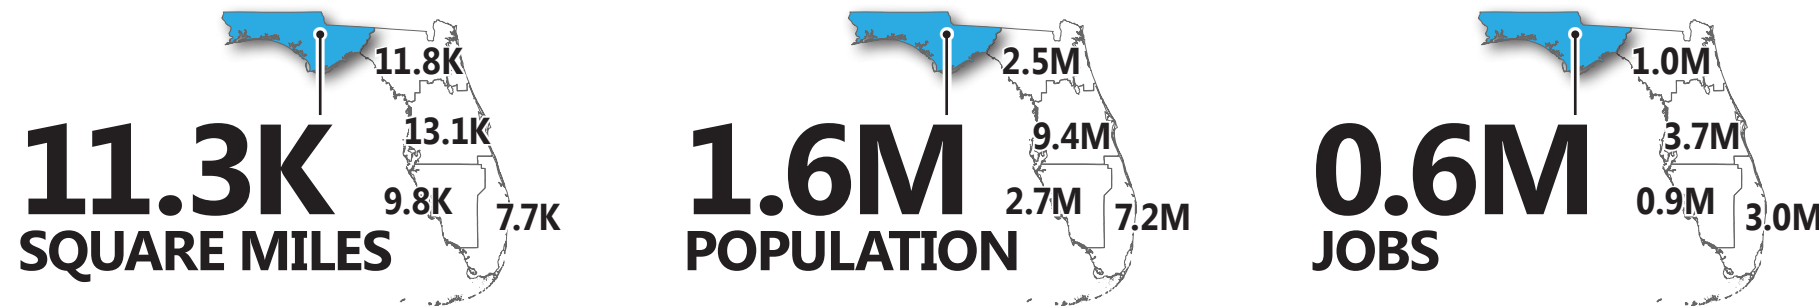 11.8K
13.1K
11.3K
9.8K
7.7K
SQUARE MILES
2.5M
9.4M
1.6M
2.7M
7.2M
POPULATION
1.0M
3.7M
0.6M
0.9M
3.0M
JOBS